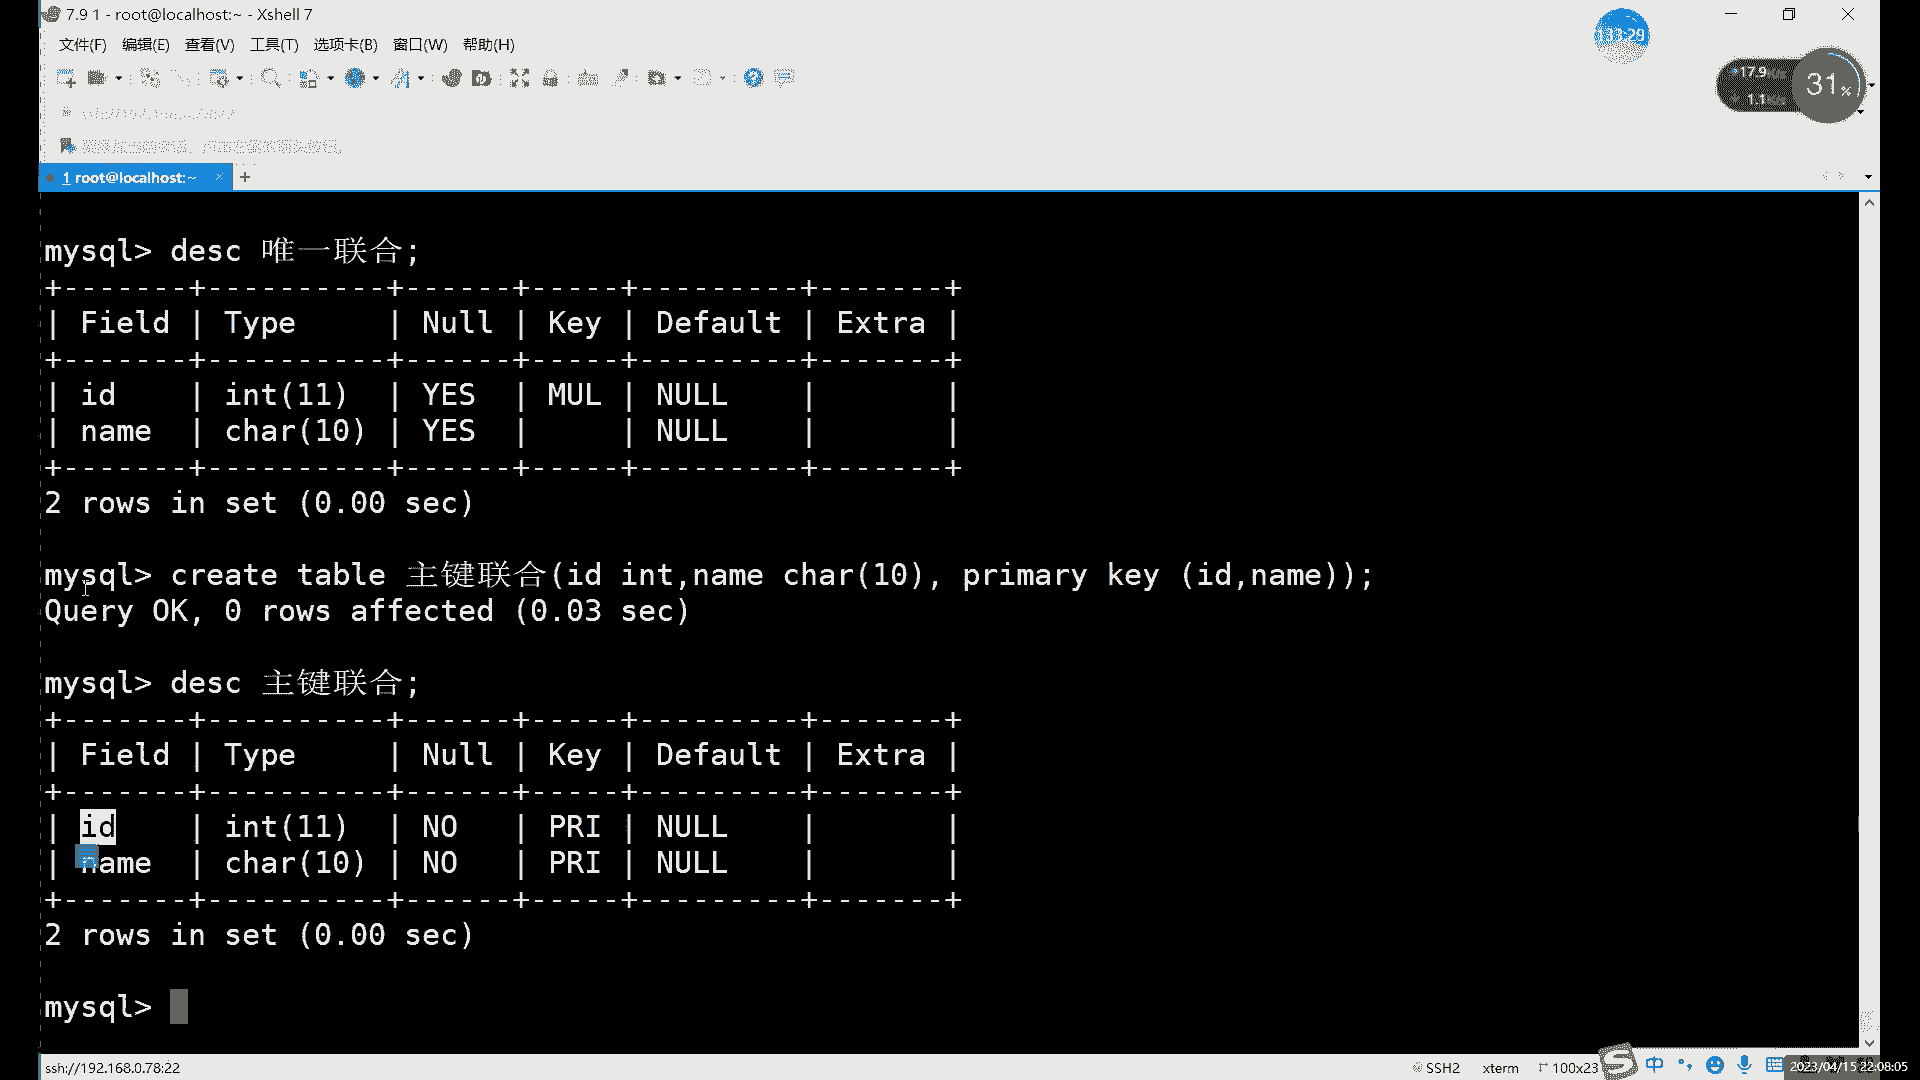 7.9 1 - root@localhost:~ - Xshell 7
文件(F) 编辑(E) 查看(V) 工具(T) 选项卡(B) 窗口(W) 帮助(H)
17.9
1.1
31%
1 root@localhost:~ × +
mysql> desc 唯一联合;
+-------+----------+------+-----+---------+-------+
| Field | Type     | Null | Key | Default | Extra |
+-------+----------+------+-----+---------+-------+
| id    | int(11)  | YES  | MUL | NULL    |       |
| name  | char(10) | YES  |     | NULL    |       |
+-------+----------+------+-----+---------+-------+
2 rows in set (0.00 sec)
mysql> create table 主键联合(id int,name char(10), primary key (id,name));
Query OK, 0 rows affected (0.03 sec)
mysql> desc 主键联合;
+-------+----------+------+-----+---------+-------+
| Field | Type     | Null | Key | Default | Extra |
+-------+----------+------+-----+---------+-------+
| id    | int(11)  | NO   | PRI | NULL    |       |
| name  | char(10) | NO   | PRI | NULL    |       |
+-------+----------+------+-----+---------+-------+
2 rows in set (0.00 sec)
mysql>
ssh://192.168.0.78:22 SSH2 xterm 100x23 中 2023/04/15 22:08:05